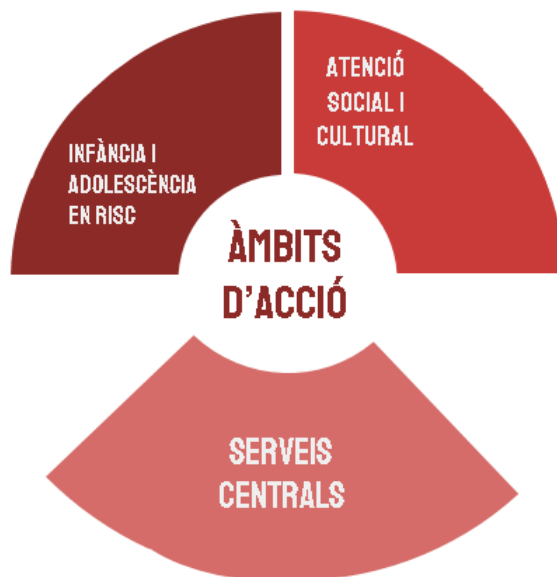 INFÀNCIA I
ADOLESCÈNCIA
EN RISC
ATENCIÓ
SOCIAL I
CULTURAL
ÀMBITS
D'ACCIÓ
SERVEIS
CENTRALS